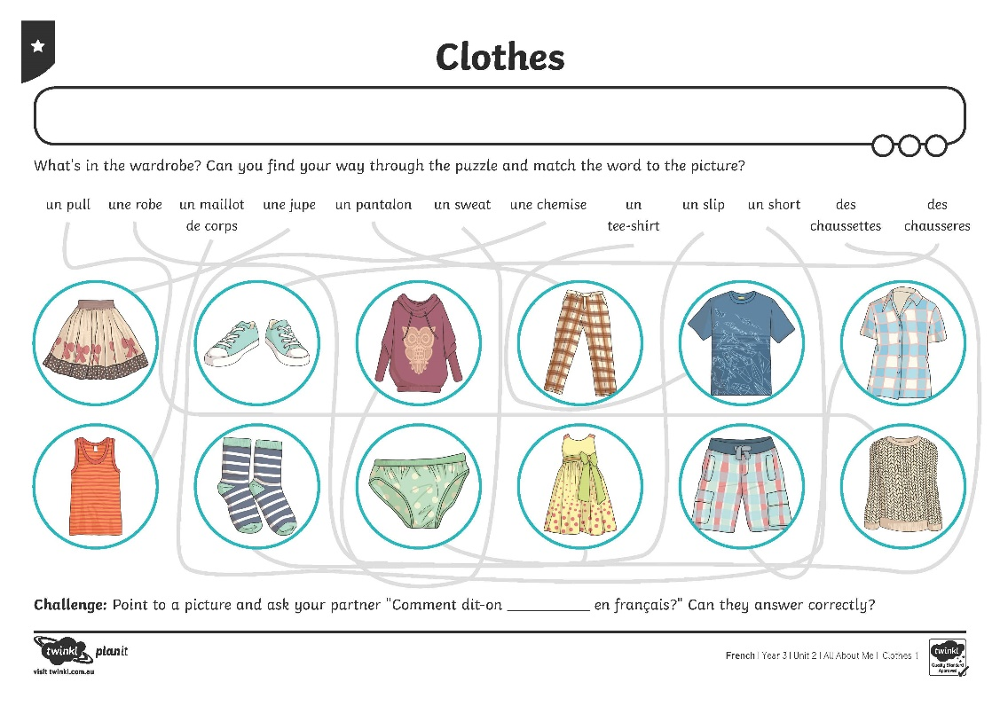 Clothes
What's in the wardrobe? Can you find your way through the puzzle and match the word to the picture?
un pull une robe un maillot de corps une jupe un pantalon un sweat une chemise un tee-shirt un slip un short des chaussettes des chausseres
Challenge: Point to a picture and ask your partner "Comment dit-on __________ en français?" Can they answer correctly?
twinkl planit
visit twinkl.com.au
French | Year 3 | Unit 2 | All About Me | Clothes 1
twinkl
Quality Standard
Approved